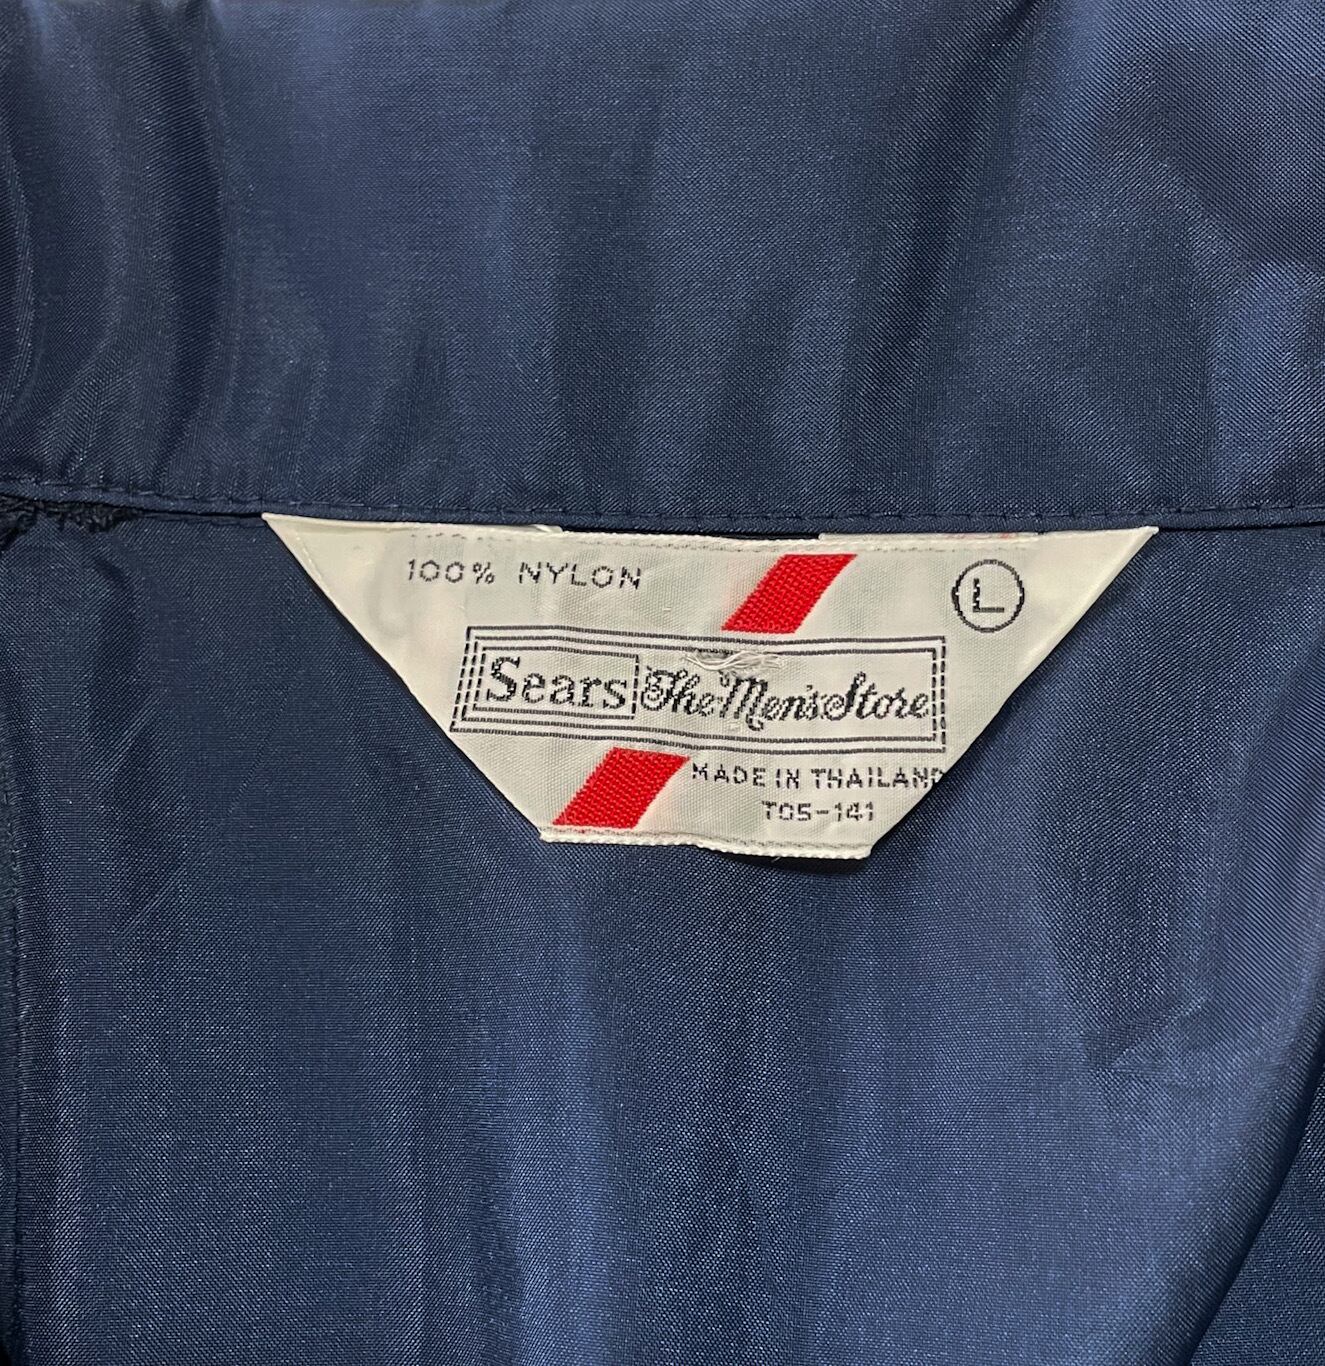 100% NYLON
L
Sears The Men's Store
MADE IN THAILAND
T05-141